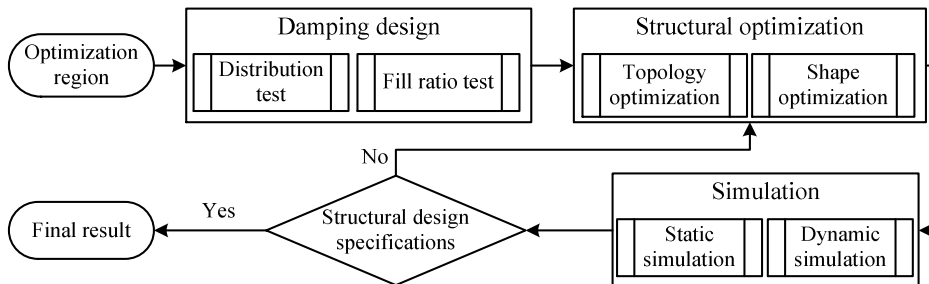 Optimization
region
Damping design
Distribution
test
Fill ratio test
Structural optimization
Topology
optimization
Shape
optimization
No
Yes
Final result
Structural design
specifications
Simulation
Static
simulation
Dynamic
simulation